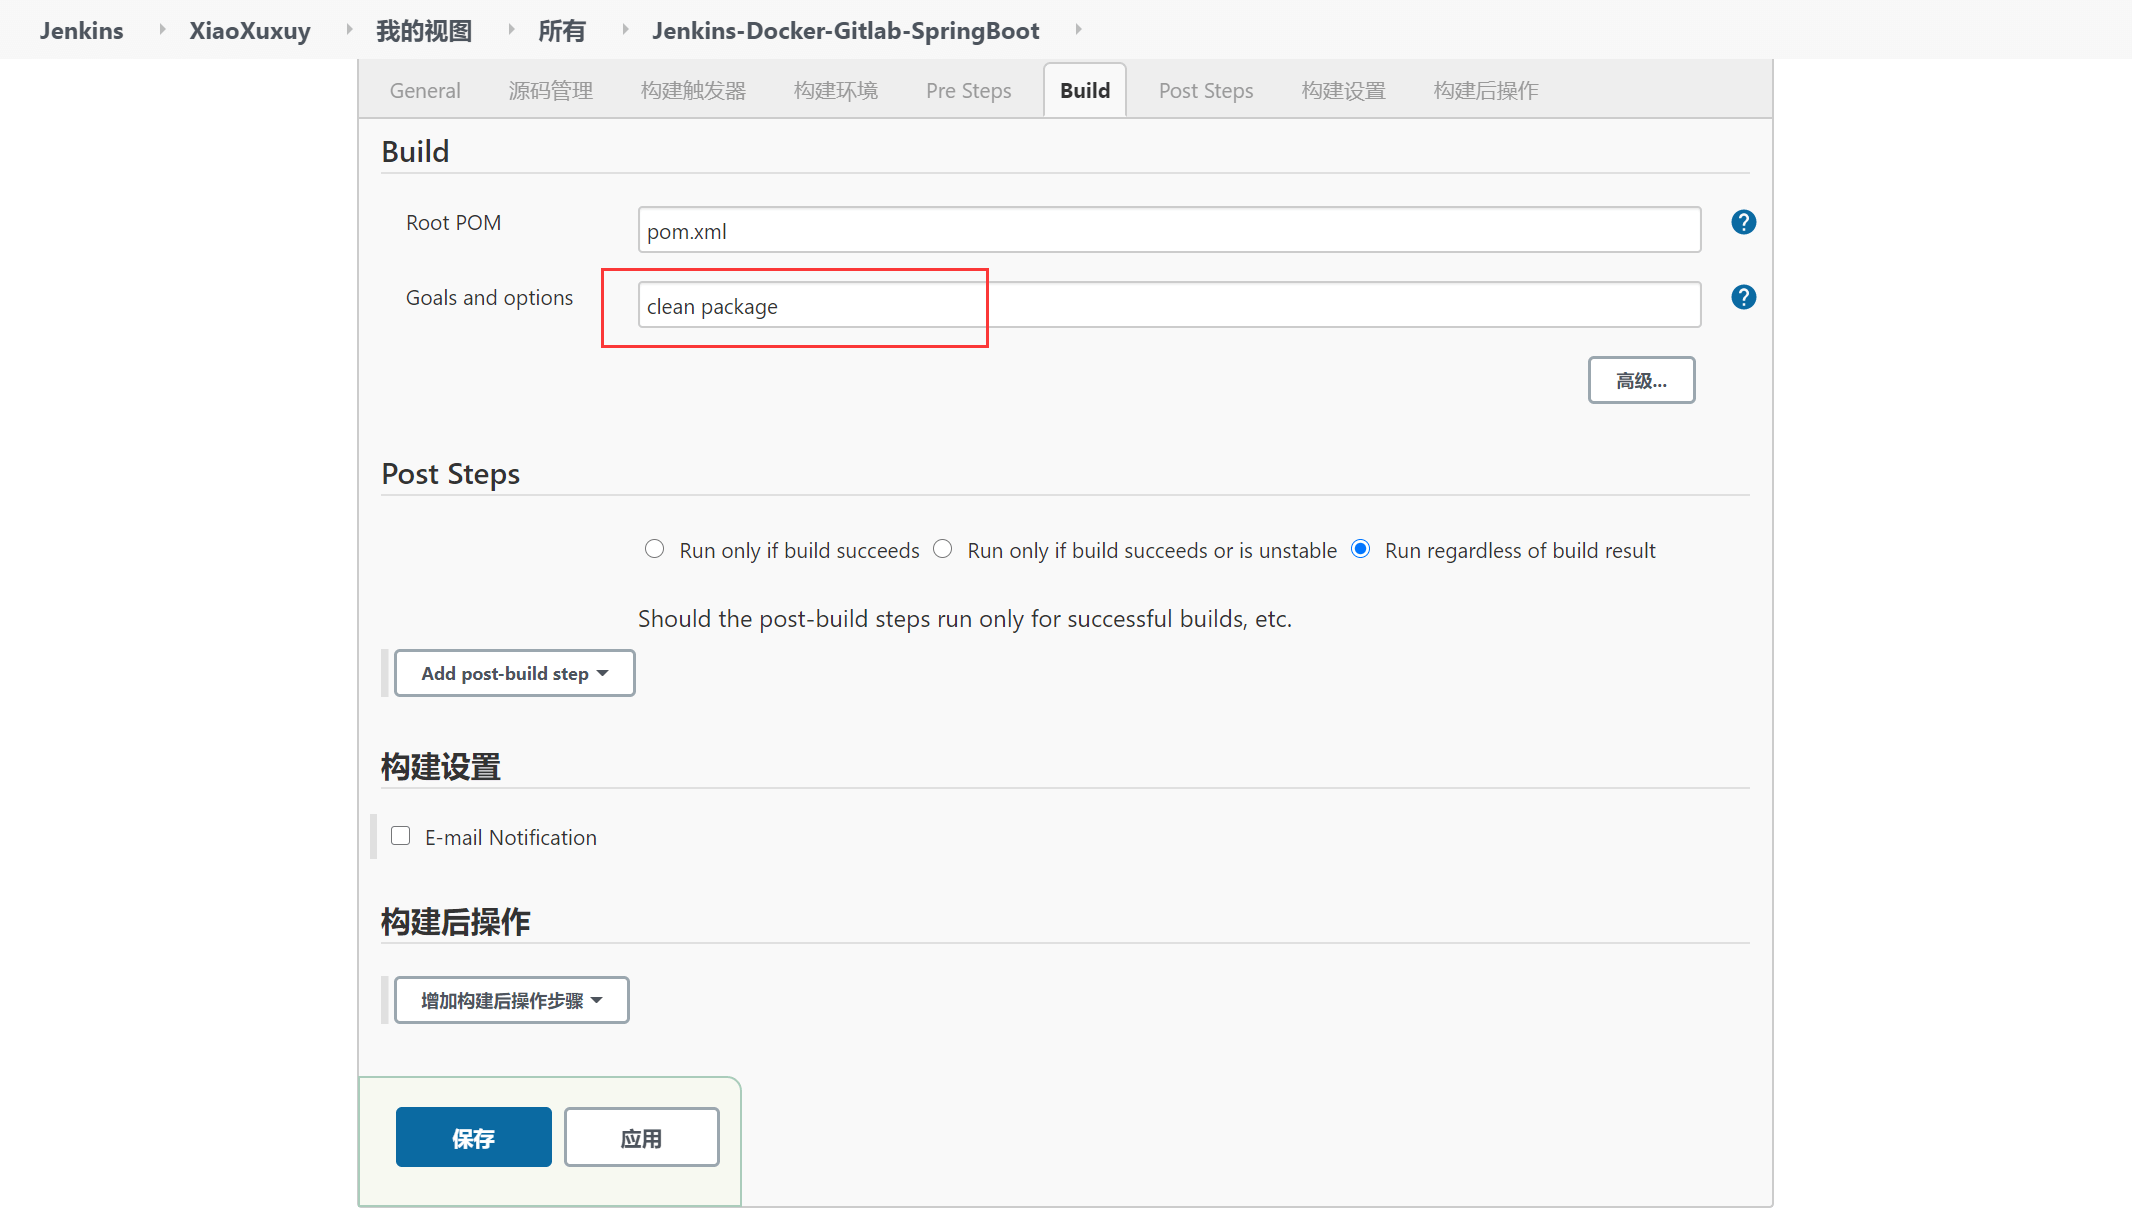 Jenkins XiaoXuxuy 我的视图 所有 Jenkins-Docker-Gitlab-SpringBoot
General 源码管理 构建触发器 构建环境 Pre Steps Build Post Steps 构建设置 构建后操作
Build
Root POM pom.xml ?
Goals and options clean package ?
高级...
Post Steps
Run only if build succeeds Run only if build succeeds or is unstable Run regardless of build result
Should the post-build steps run only for successful builds, etc.
Add post-build step
构建设置
E-mail Notification
构建后操作
增加构建后操作步骤
保存 应用